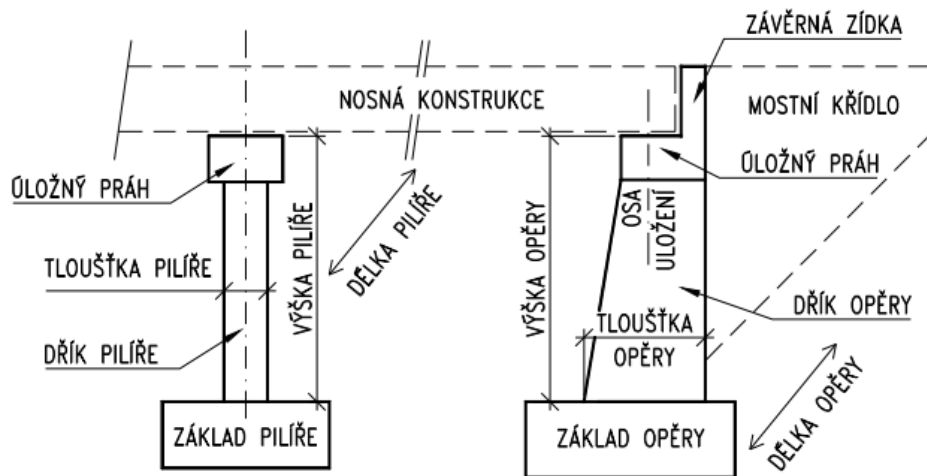 ZÁVĚRNÁ ZÍDKA
NOSNÁ KONSTRUKCE
MOSTNÍ KŘÍDLO
ÚLOŽNÝ PRÁH
ÚLOŽNÝ PRÁH
OSA
ULOŽENÍ
DÉLKA PILÍŘE
VÝŠKA PILÍŘE
VÝŠKA OPĚRY
TLOUŠŤKA PILÍŘE
DŘÍK OPĚRY
TLOUŠŤKA
OPĚRY
DŘÍK PILÍŘE
DÉLKA OPĚRY
ZÁKLAD PILÍŘE
ZÁKLAD OPĚRY